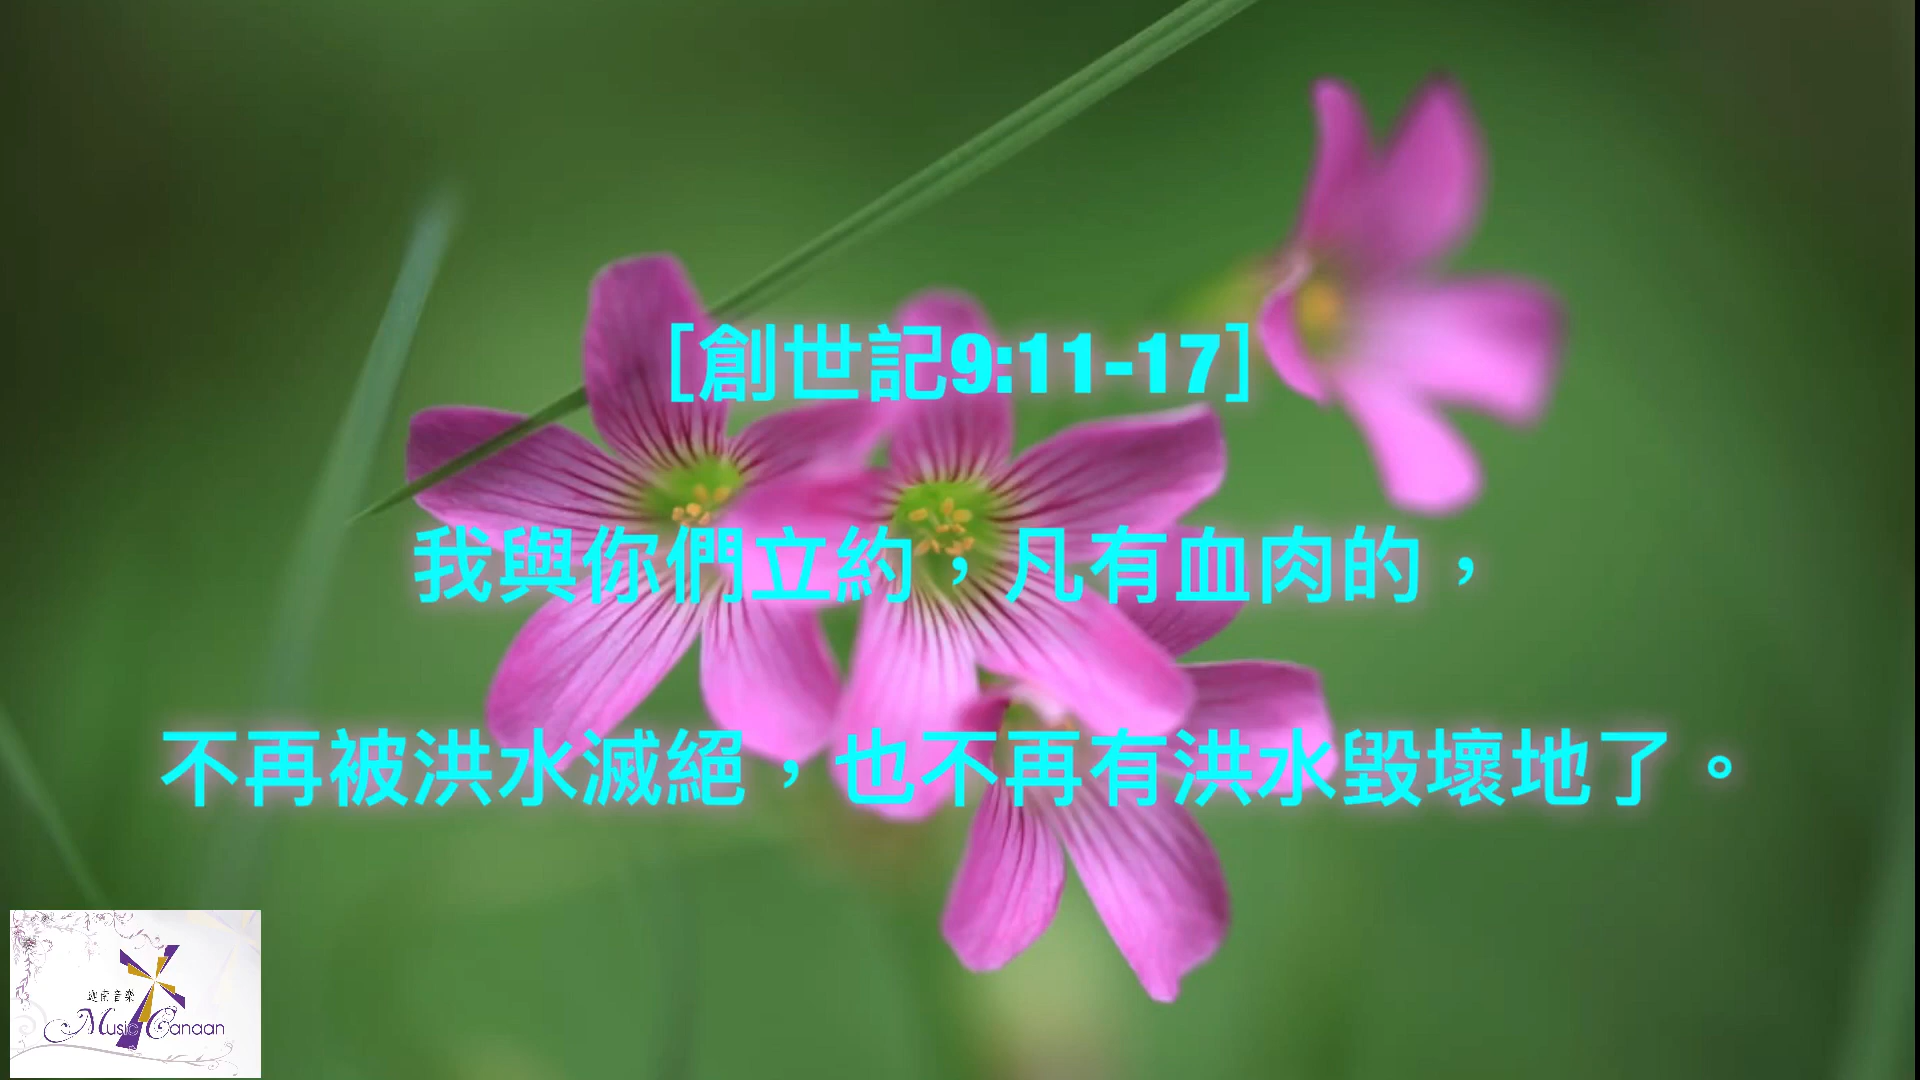 [創世記9:11-17]
我與你們立約，凡有血肉的，
不再被洪水滅絕，也不再有洪水毀壞地了。
迦南音樂
Music Canaan